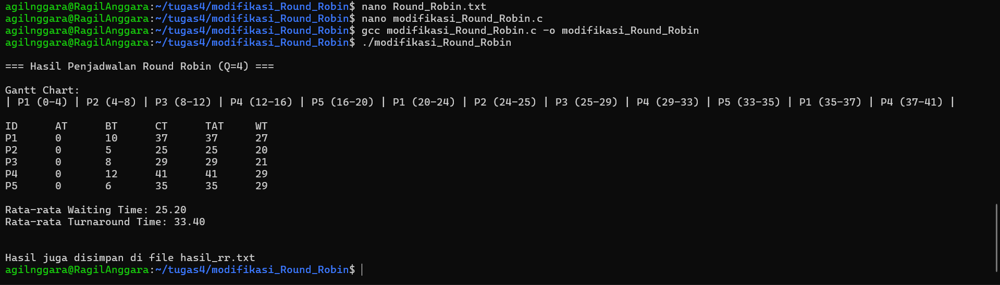 agilnggara@RagilAnggara:~/tugas4/modifikasi_Round_Robin$ nano Round_Robin.txt
agilnggara@RagilAnggara:~/tugas4/modifikasi_Round_Robin$ nano modifikasi_Round_Robin.c
agilnggara@RagilAnggara:~/tugas4/modifikasi_Round_Robin$ gcc modifikasi_Round_Robin.c -o modifikasi_Round_Robin
agilnggara@RagilAnggara:~/tugas4/modifikasi_Round_Robin$ ./modifikasi_Round_Robin
=== Hasil Penjadwalan Round Robin (Q=4) ===
Gantt Chart:
| P1 (0-4) | P2 (4-8) | P3 (8-12) | P4 (12-16) | P5 (16-20) | P1 (20-24) | P2 (24-25) | P3 (25-29) | P4 (29-33) | P5 (33-35) | P1 (35-37) | P4 (37-41) |
ID AT BT CT TAT WT
P1 0 10 37 37 27
P2 0 5 25 25 20
P3 0 8 29 29 21
P4 0 12 41 41 29
P5 0 6 35 35 29
Rata-rata Waiting Time: 25.20
Rata-rata Turnaround Time: 33.40
Hasil juga disimpan di file hasil_rr.txt
agilnggara@RagilAnggara:~/tugas4/modifikasi_Round_Robin$